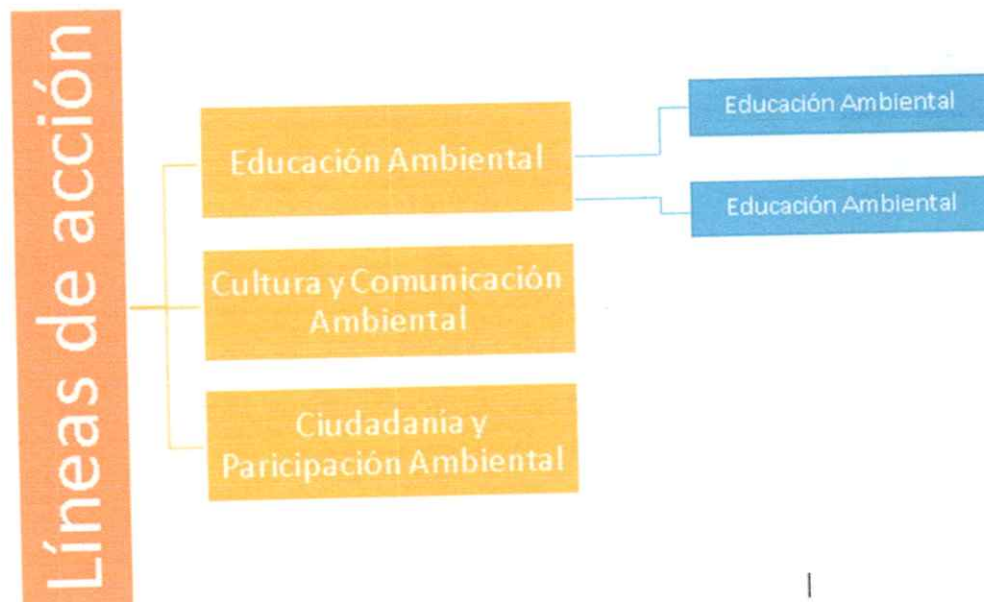 Líneas de acción
Educación Ambiental
Educación Ambiental
Educación Ambiental
Cultura y Comunicación
Ambiental
Ciudadanía y
Paricipación Ambiental